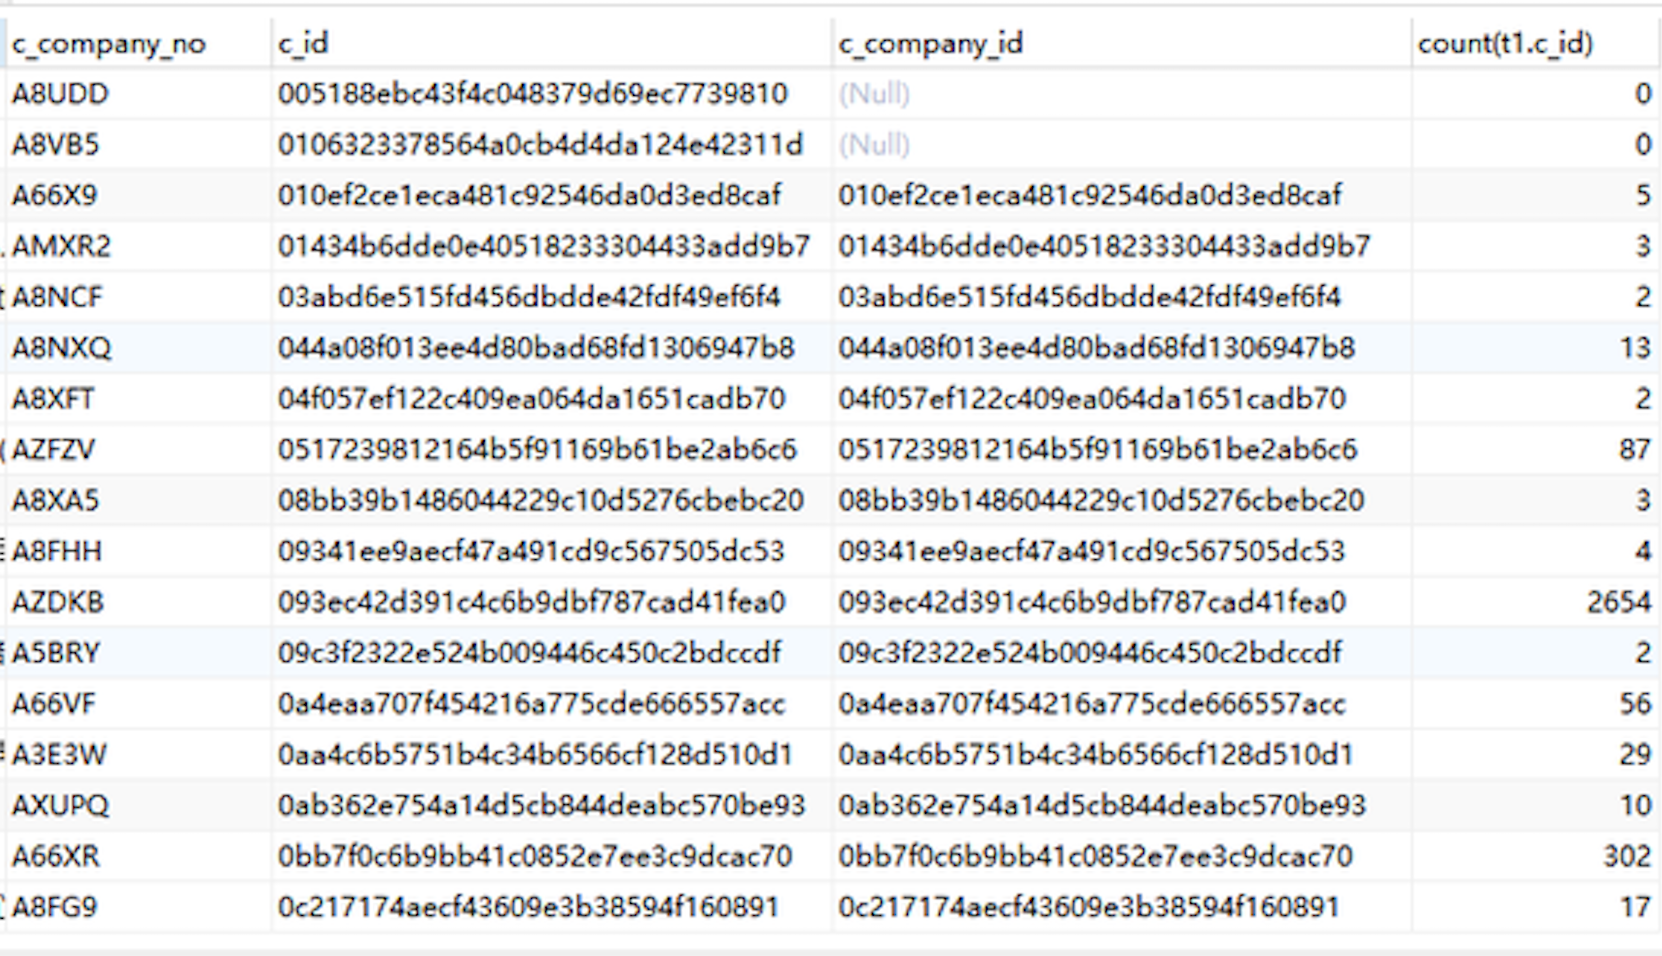 c_company_no c_id c_company_id count(t1.c_id)
A8UDD 005188ebc43f4c048379d69ec7739810 (Null) 0
A8VB5 0106323378564a0cb4d4da124e42311d (Null) 0
A66X9 010ef2ce1eca481c92546da0d3ed8caf 010ef2ce1eca481c92546da0d3ed8caf 5
AMXR2 01434b6dde0e40518233304433add9b7 01434b6dde0e40518233304433add9b7 3
A8NCF 03abd6e515fd456dbdde42fdf49ef6f4 03abd6e515fd456dbdde42fdf49ef6f4 2
A8NXQ 044a08f013ee4d80bad68fd1306947b8 044a08f013ee4d80bad68fd1306947b8 13
A8XFT 04f057ef122c409ea064da1651cadb70 04f057ef122c409ea064da1651cadb70 2
AZFZV 0517239812164b5f91169b61be2ab6c6 0517239812164b5f91169b61be2ab6c6 87
A8XA5 08bb39b1486044229c10d5276cbebc20 08bb39b1486044229c10d5276cbebc20 3
A8FHH 09341ee9aecf47a491cd9c567505dc53 09341ee9aecf47a491cd9c567505dc53 4
AZDKB 093ec42d391c4c6b9dbf787cad41fea0 093ec42d391c4c6b9dbf787cad41fea0 2654
A5BRY 09c3f2322e524b009446c450c2bdccdf 09c3f2322e524b009446c450c2bdccdf 2
A66VF 0a4eaa707f454216a775cde666557acc 0a4eaa707f454216a775cde666557acc 56
A3E3W 0aa4c6b5751b4c34b6566cf128d510d1 0aa4c6b5751b4c34b6566cf128d510d1 29
AXUPQ 0ab362e754a14d5cb844deabc570be93 0ab362e754a14d5cb844deabc570be93 10
A66XR 0bb7f0c6b9bb41c0852e7ee3c9dcac70 0bb7f0c6b9bb41c0852e7ee3c9dcac70 302
A8FG9 0c217174aecf43609e3b38594f160891 0c217174aecf43609e3b38594f160891 17